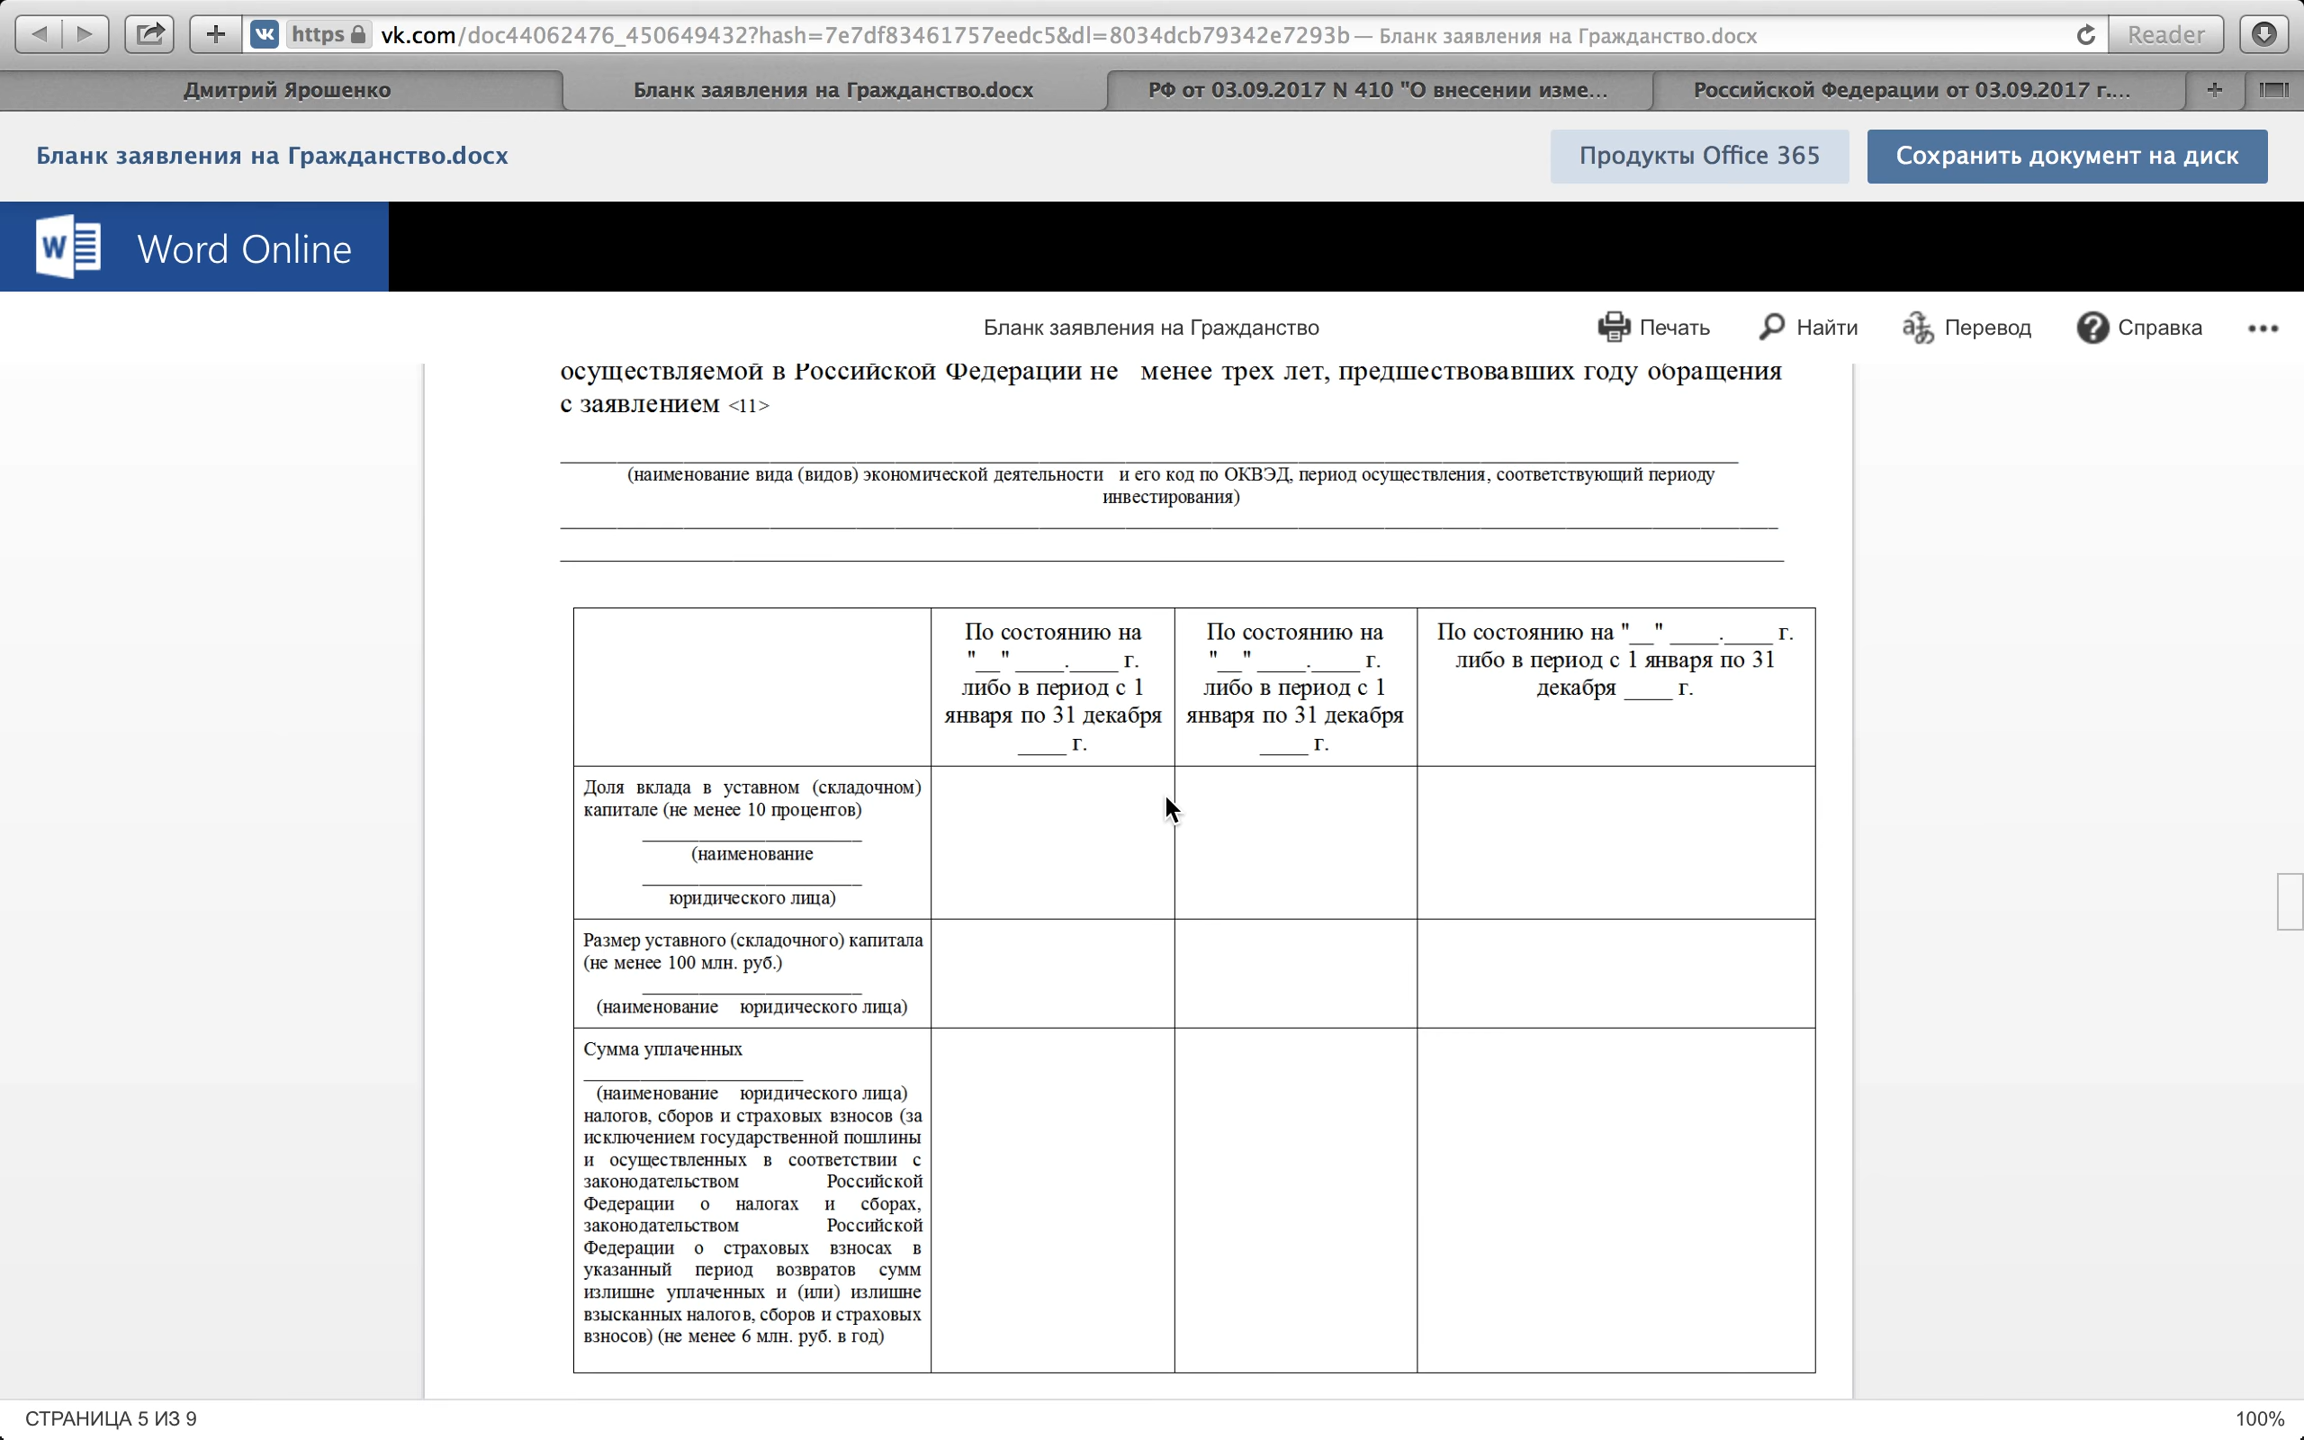 https vk.com/doc44062476_450649432?hash=7e7df83461757eedc5&dl=8034dcb79342e7293b — Бланк заявления на Гражданство.docx Reader
Дмитрий Ярошенко Бланк заявления на Гражданство.docx РФ от 03.09.2017 N 410 "О внесении изме... Российской Федерации от 03.09.2017 г....
Бланк заявления на Гражданство.docx Продукты Office 365 Сохранить документ на диск
Word Online
Бланк заявления на Гражданство Печать Найти Перевод Справка
осуществляемой в Российской Федерации не менее трех лет, предшествовавших году обращения
с заявлением <11>
(наименование вида (видов) экономической деятельности и его код по ОКВЭД, период осуществления, соответствующий периоду
инвестирования)
По состоянию на
"__" ____.____ г.
либо в период с 1
января по 31 декабря
____ г.
По состоянию на
"__" ____.____ г.
либо в период с 1
января по 31 декабря
____ г.
По состоянию на "__" ____.____ г.
либо в период с 1 января по 31
декабря ____ г.
Доля вклада в уставном (складочном)
капитале (не менее 10 процентов)
(наименование
юридического лица)
Размер уставного (складочного) капитала
(не менее 100 млн. руб.)
(наименование юридического лица)
Сумма уплаченных
(наименование юридического лица)
налогов, сборов и страховых взносов (за
исключением государственной пошлины
и осуществленных в соответствии с
законодательством Российской
Федерации о налогах и сборах,
законодательством Российской
Федерации о страховых взносах в
указанный период возвратов сумм
излишне уплаченных и (или) излишне
взысканных налогов, сборов и страховых
взносов) (не менее 6 млн. руб. в год)
СТРАНИЦА 5 ИЗ 9 100%